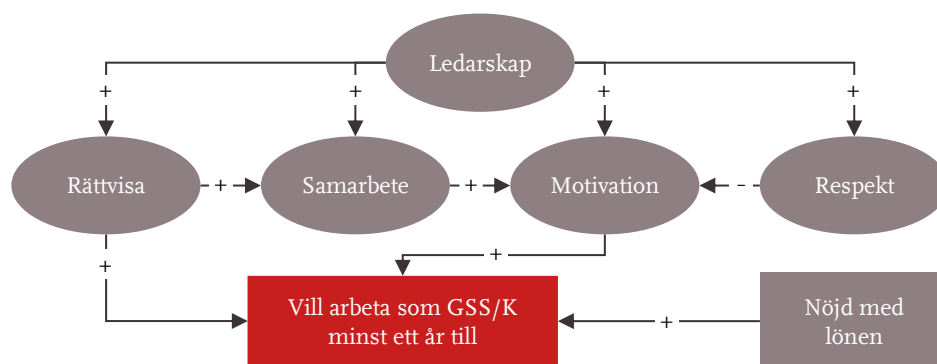 Ledarskap
+ + + +
Rättvisa + Samarbete + Motivation - Respekt
+ +
Vill arbeta som GSS/K
minst ett år till
+
Nöjd med
lönen